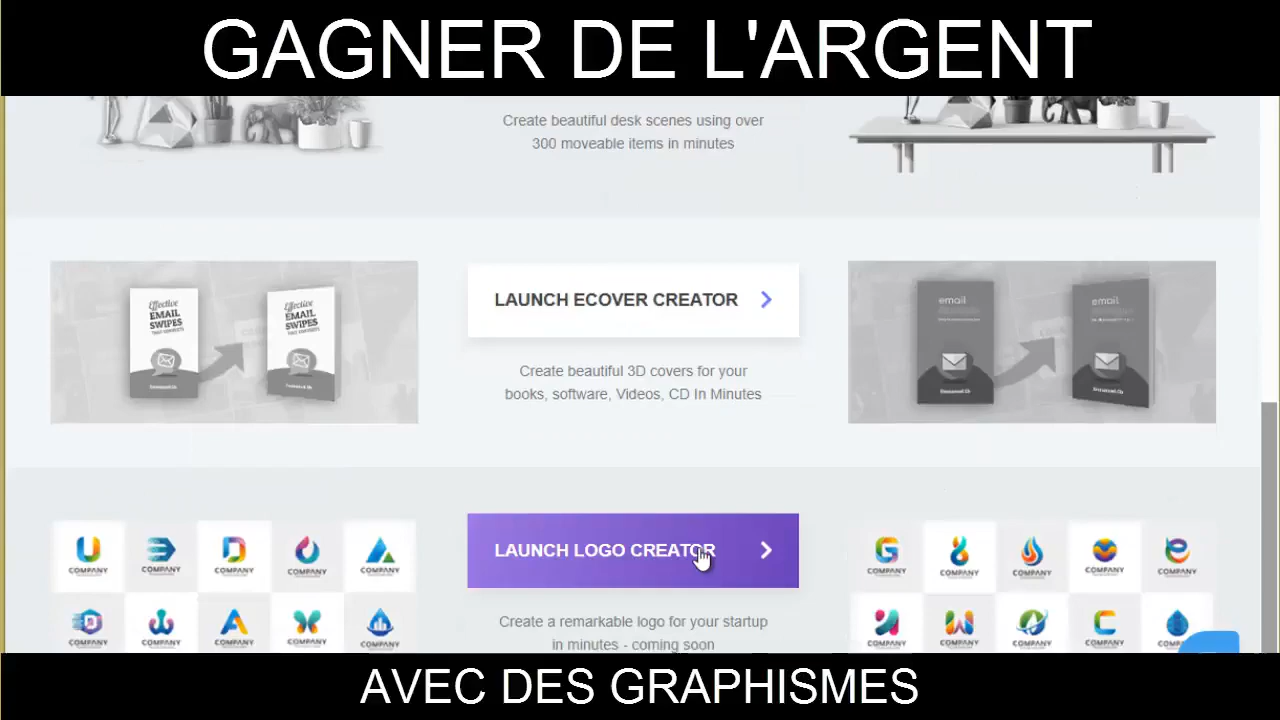 GAGNER DE L'ARGENT
Create beautiful desk scenes using over
300 moveable items in minutes
Effective
EMAIL
SWIPES
Effective
EMAIL
SWIPES
LAUNCH ECOVER CREATOR
email
email
Create beautiful 3D covers for your
books, software, Videos, CD In Minutes
LAUNCH LOGO CREATOR
COMPANY COMPANY COMPANY COMPANY COMPANY
COMPANY COMPANY COMPANY COMPANY COMPANY
COMPANY COMPANY COMPANY COMPANY COMPANY
COMPANY COMPANY COMPANY COMPANY COMPANY
Create a remarkable logo for your startup
in minutes - coming soon
AVEC DES GRAPHISMES